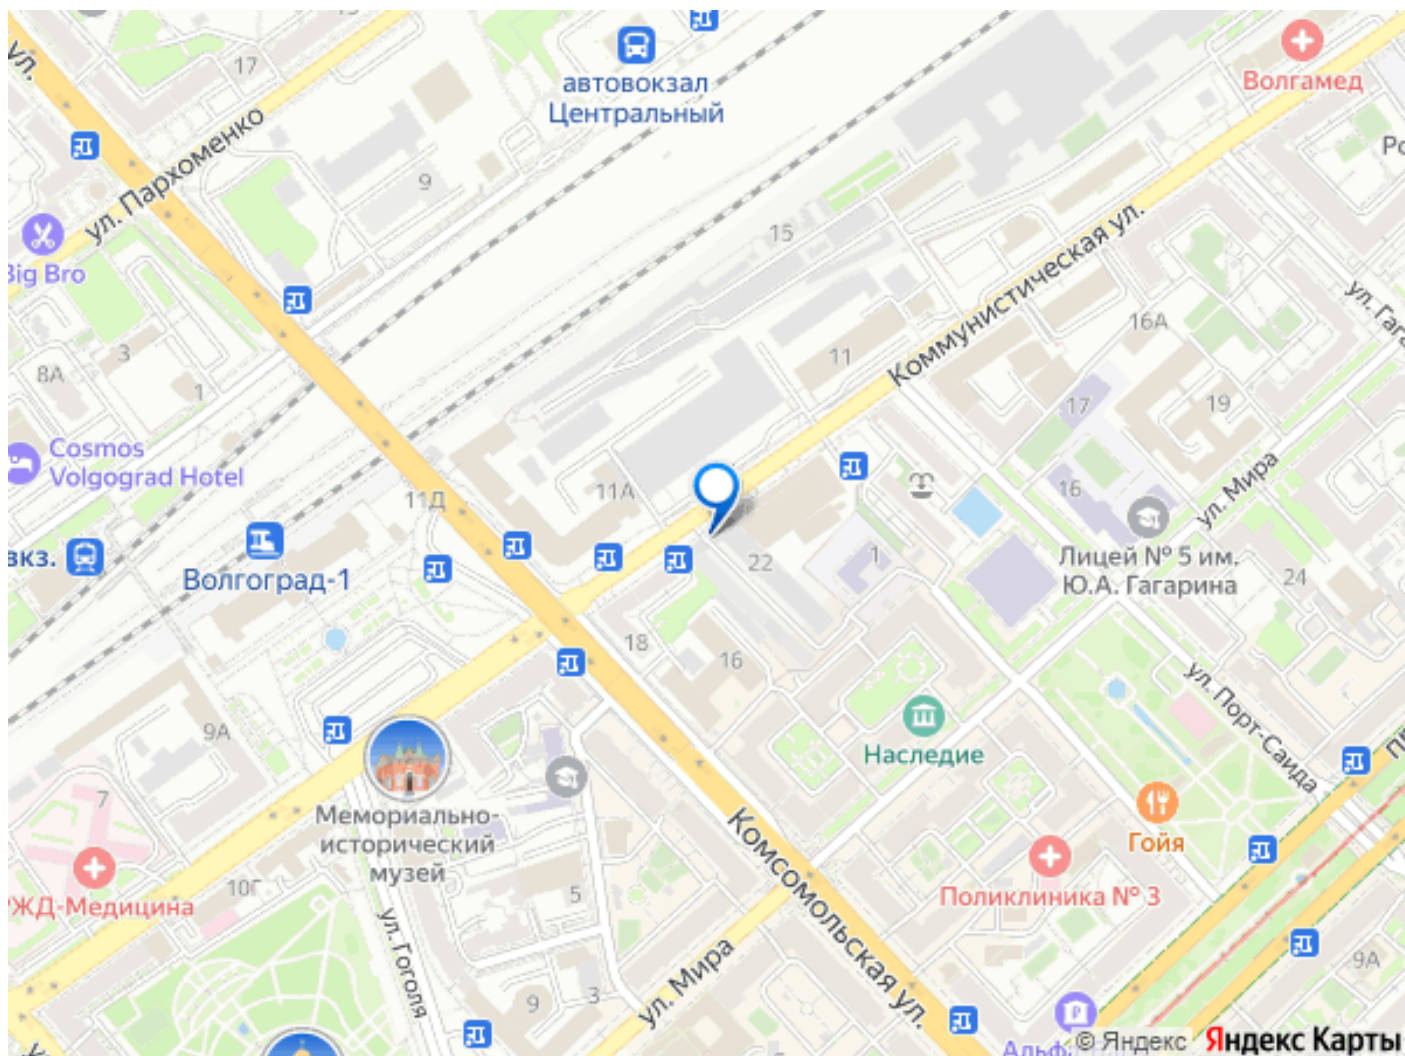 ул.
17
автовокзал
Центральный
Волгамед
ул. Пархоменко
9
Big Bro
15
Коммунистическая ул.
16А
3
8А
1
11
17
19
Cosmos
Volgograd Hotel
11Д
11А
16
ул. Мира
вкз.
Волгоград-1
22
1
Лицей № 5 им.
Ю.А. Гагарина
24
18
16
ул. Порт-Саида
9А
Наследие
7
Мемориально-
исторический
музей
Гойя
Комсомольская ул.
10Г
5
Поликлиника № 3
РЖД-Медицина
ул. Гоголя
ул. Мира
9
3
9А
© Яндекс
Яндекс Карты